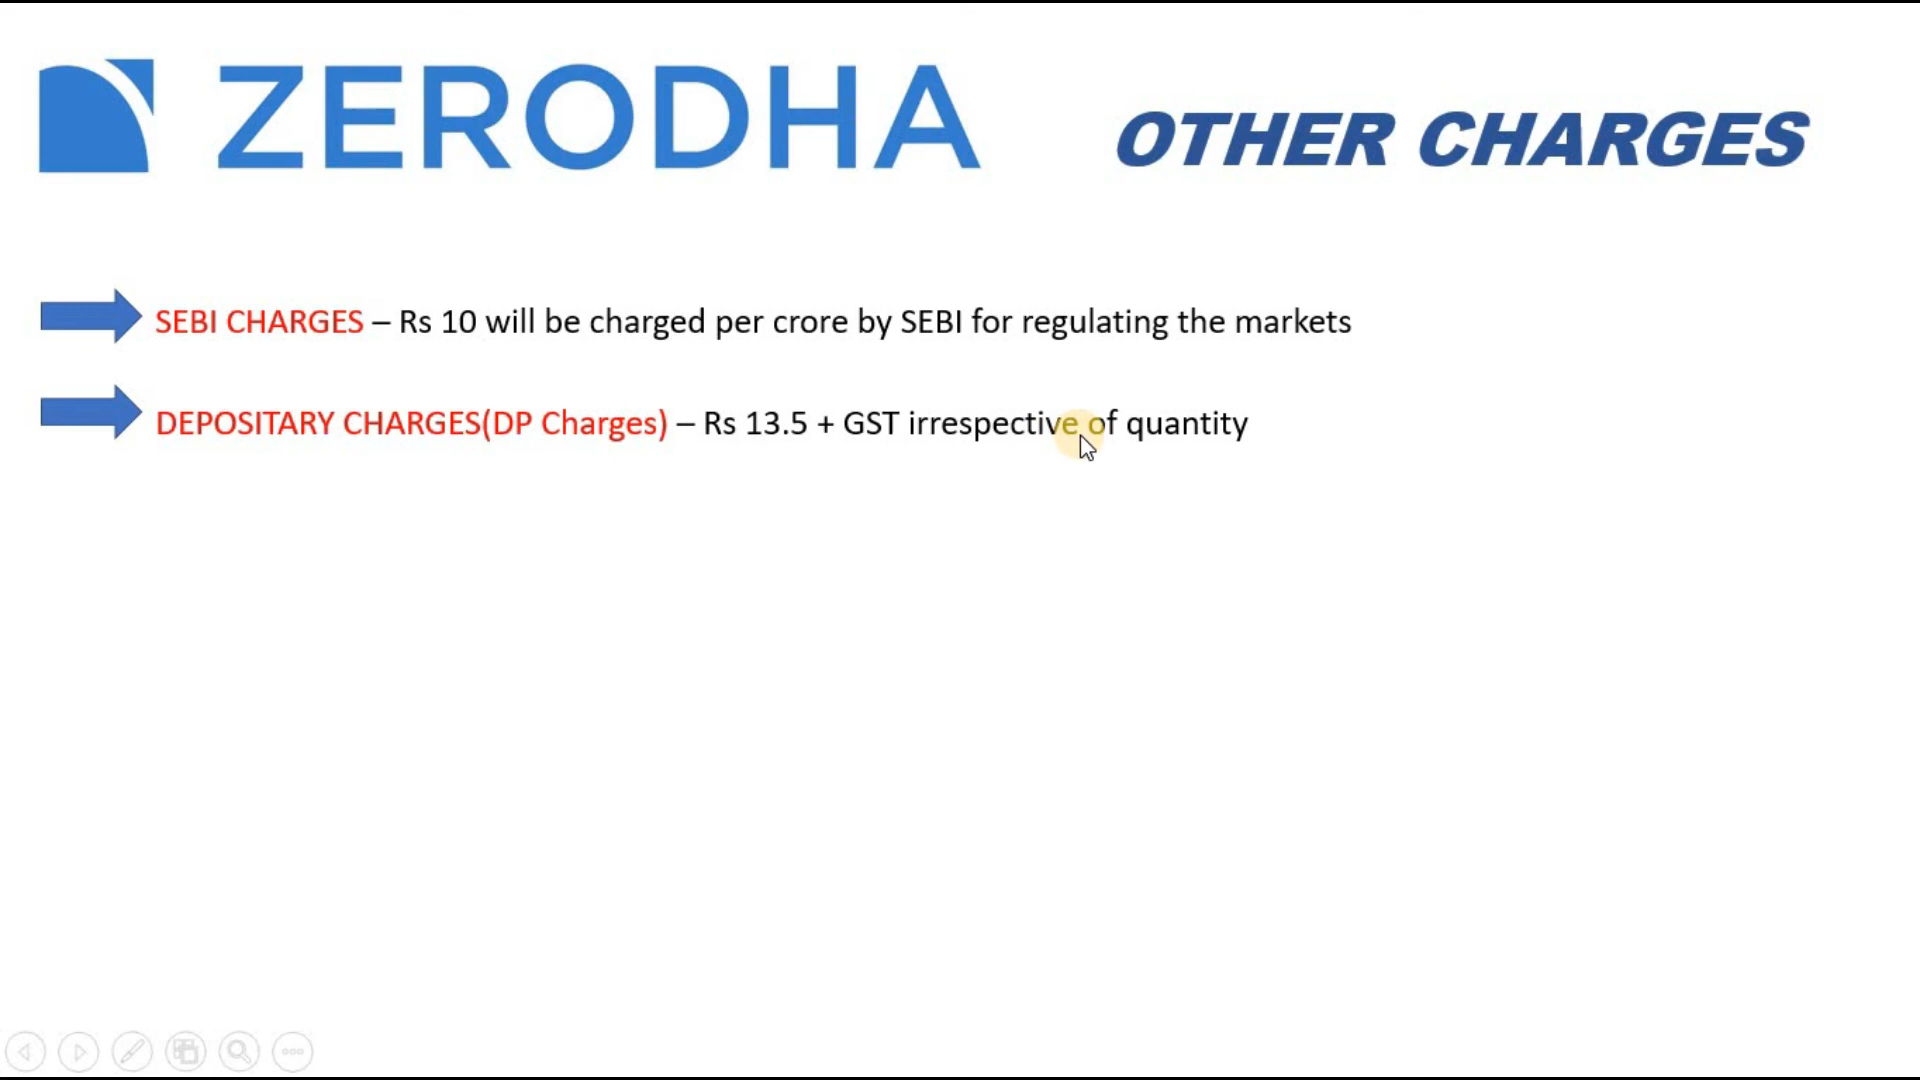 ZERODHA
OTHER CHARGES
SEBI CHARGES – Rs 10 will be charged per crore by SEBI for regulating the markets
DEPOSITARY CHARGES(DP Charges) – Rs 13.5 + GST irrespective of quantity